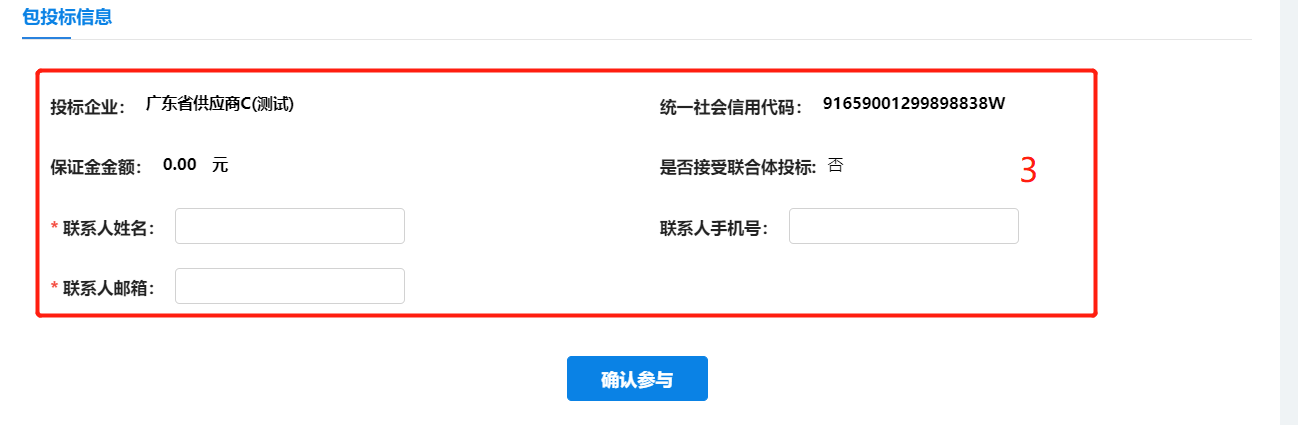 包投标信息
投标企业： 广东省供应商C(测试) 统一社会信用代码： 91659001299898838W
保证金金额： 0.00 元 是否接受联合体投标: 否
3
* 联系人姓名： 联系人手机号：
* 联系人邮箱：
确认参与